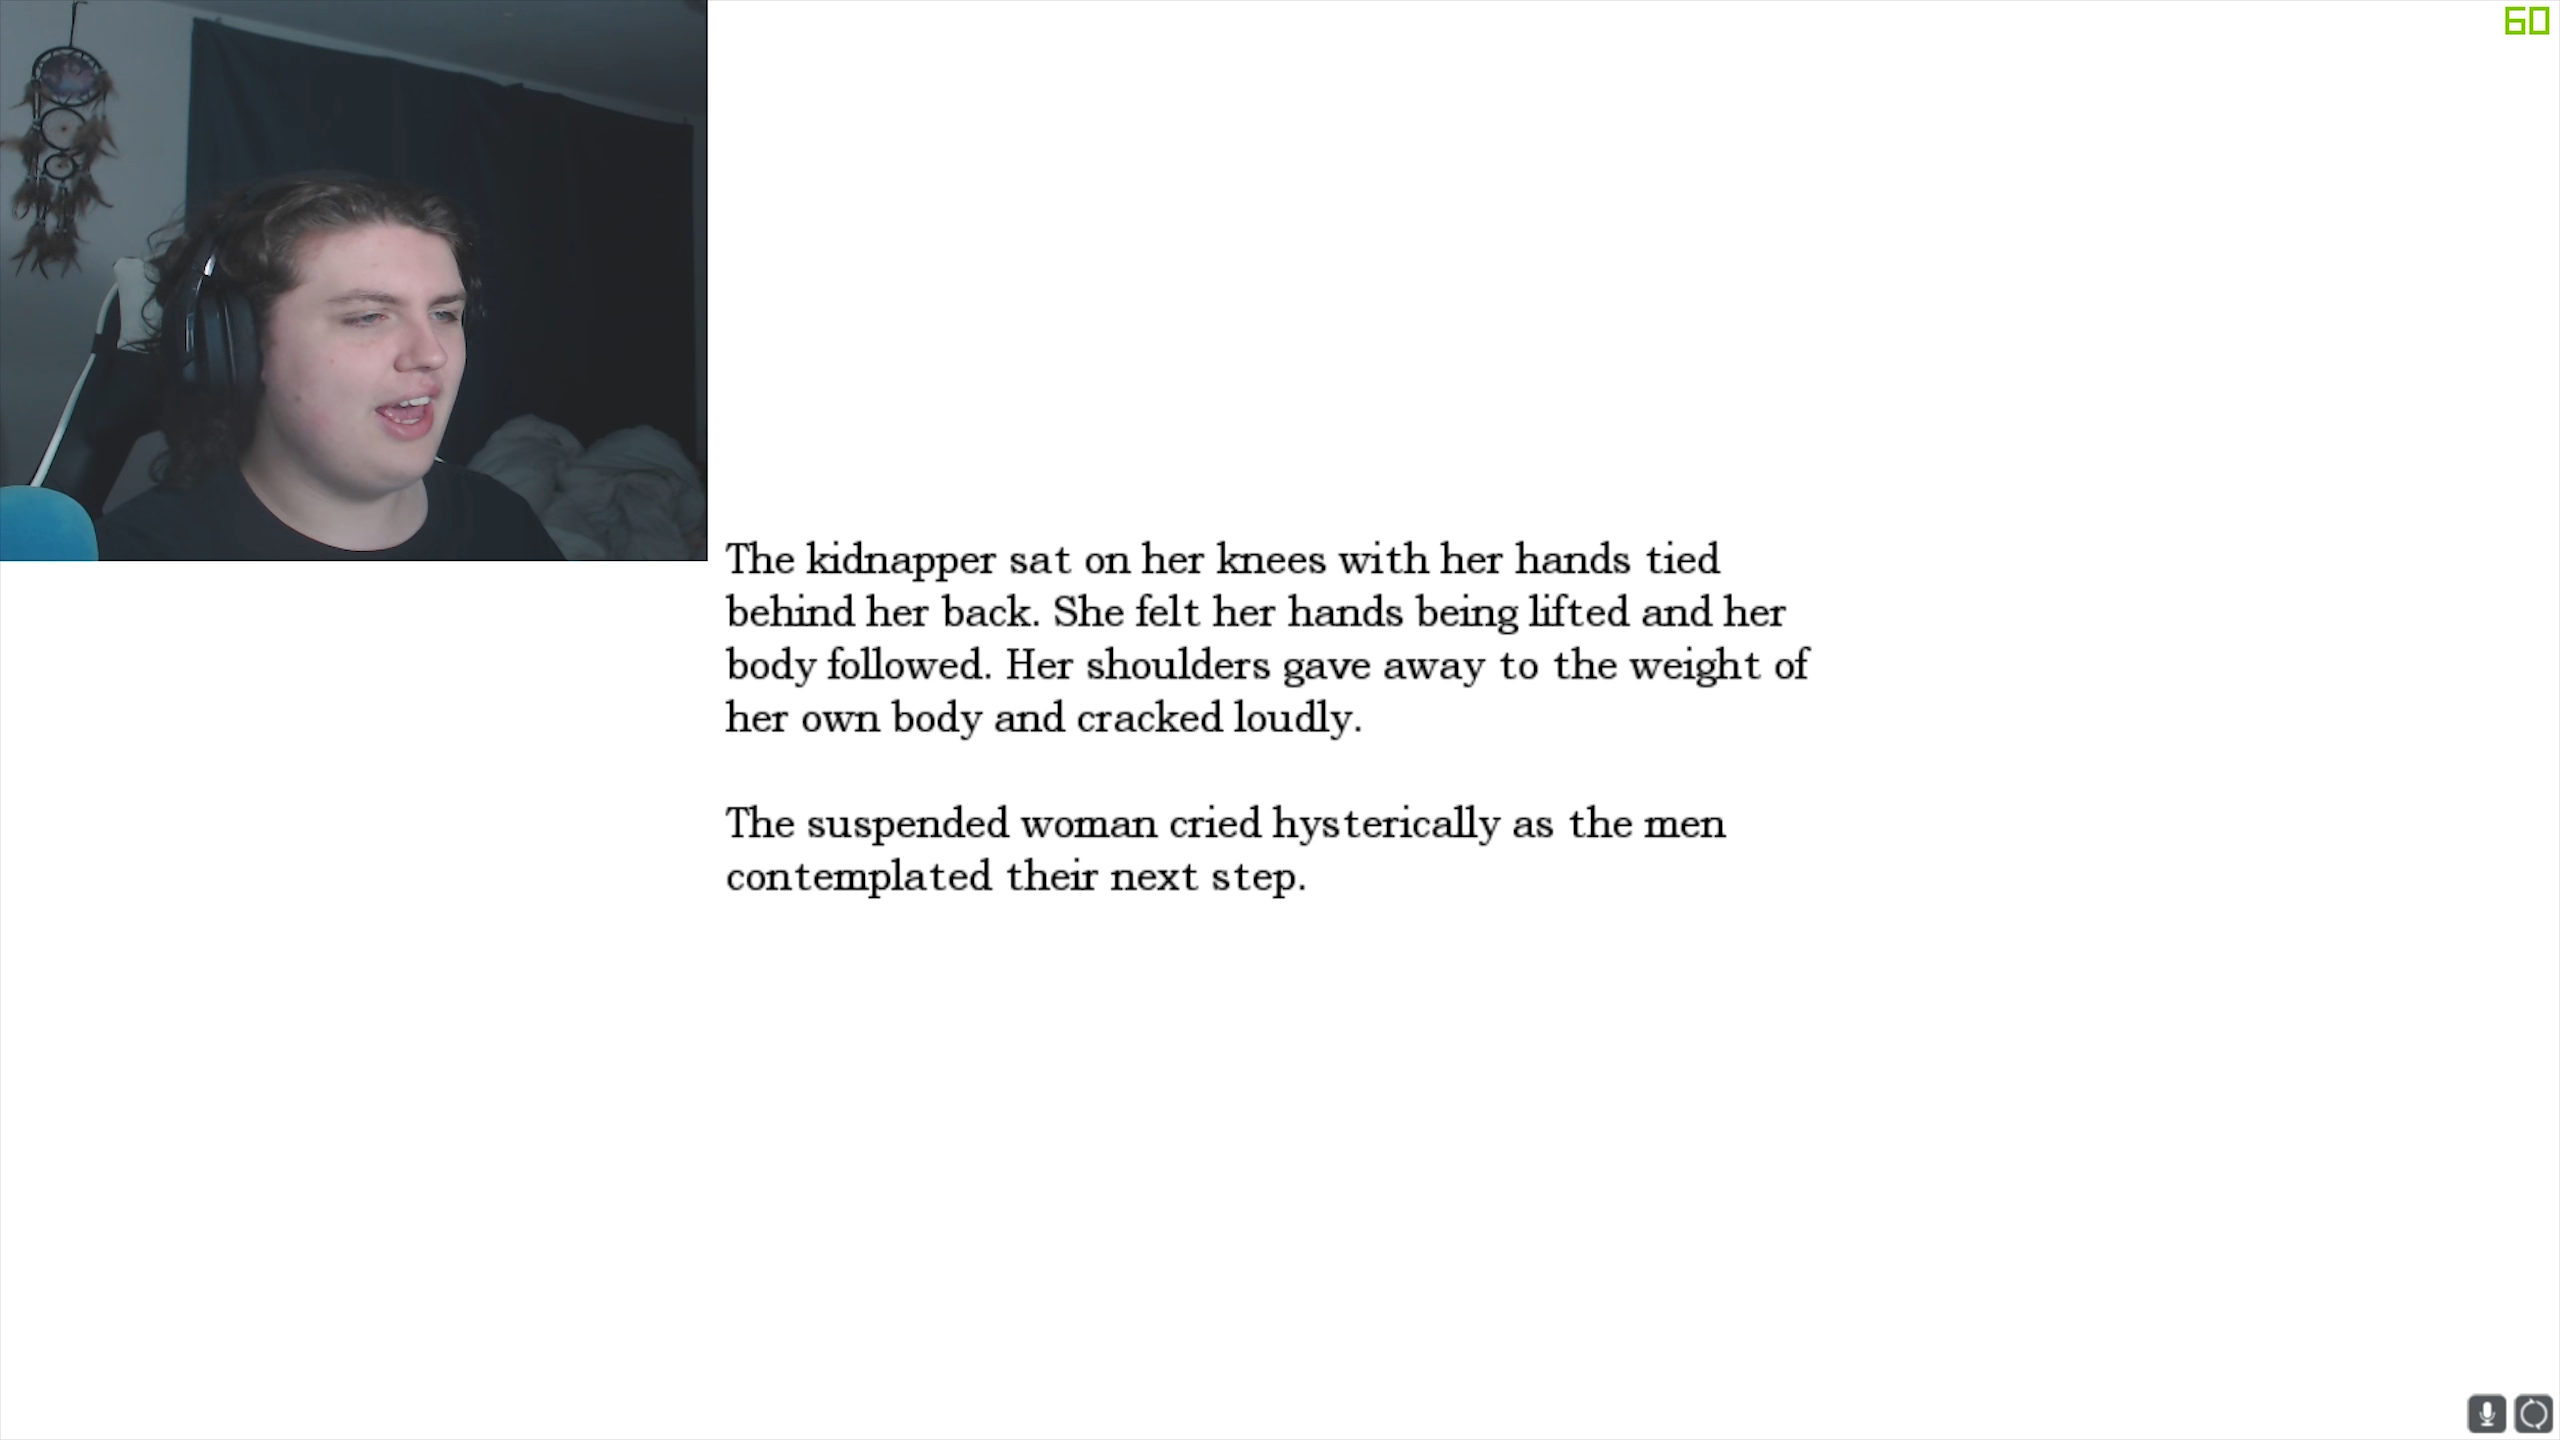 60
The kidnapper sat on her knees with her hands tied
behind her back. She felt her hands being lifted and her
body followed. Her shoulders gave away to the weight of
her own body and cracked loudly.
The suspended woman cried hysterically as the men
contemplated their next step.